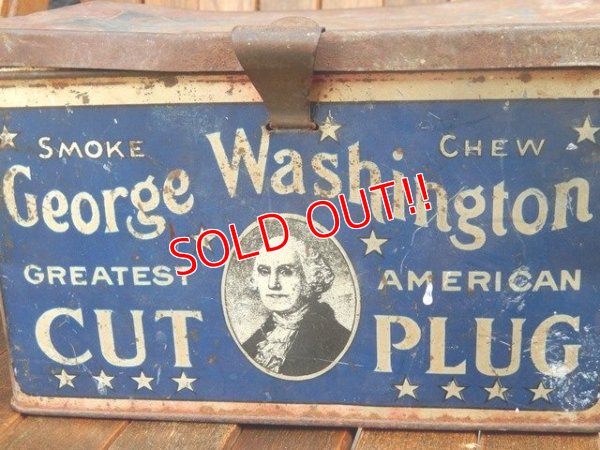 SMOKE CHEW
George Washington
SOLD OUT!!
GREATEST AMERICAN
CUT PLUG